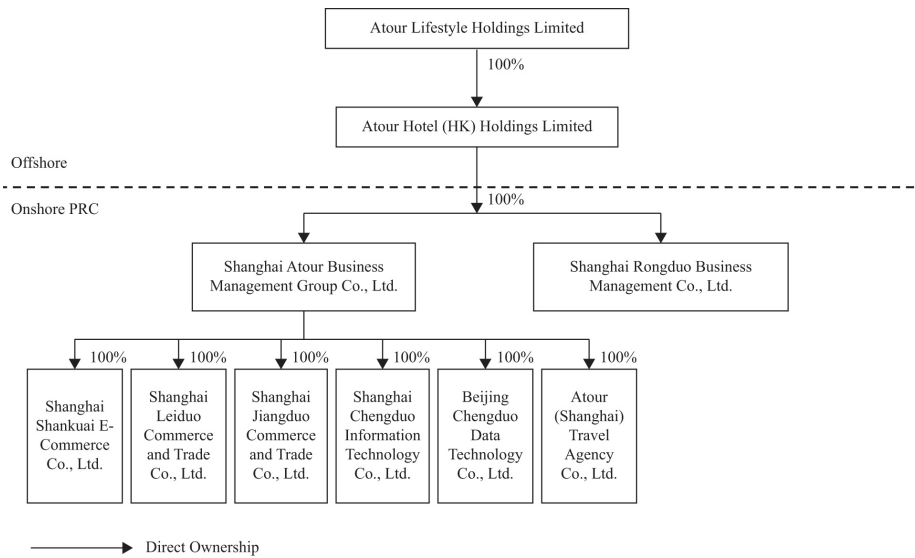 Atour Lifestyle Holdings Limited
100%
Atour Hotel (HK) Holdings Limited
Offshore
Onshore PRC
100%
Shanghai Atour Business
Management Group Co., Ltd.
Shanghai Rongduo Business
Management Co., Ltd.
100%
100%
100%
100%
100%
100%
Shanghai
Shankuai E-
Commerce
Co., Ltd.
Shanghai
Leiduo
Commerce
and Trade
Co., Ltd.
Shanghai
Jiangduo
Commerce
and Trade
Co., Ltd.
Shanghai
Chengduo
Information
Technology
Co., Ltd.
Beijing
Chengduo
Data
Technology
Co., Ltd.
Atour
(Shanghai)
Travel
Agency
Co., Ltd.
Direct Ownership